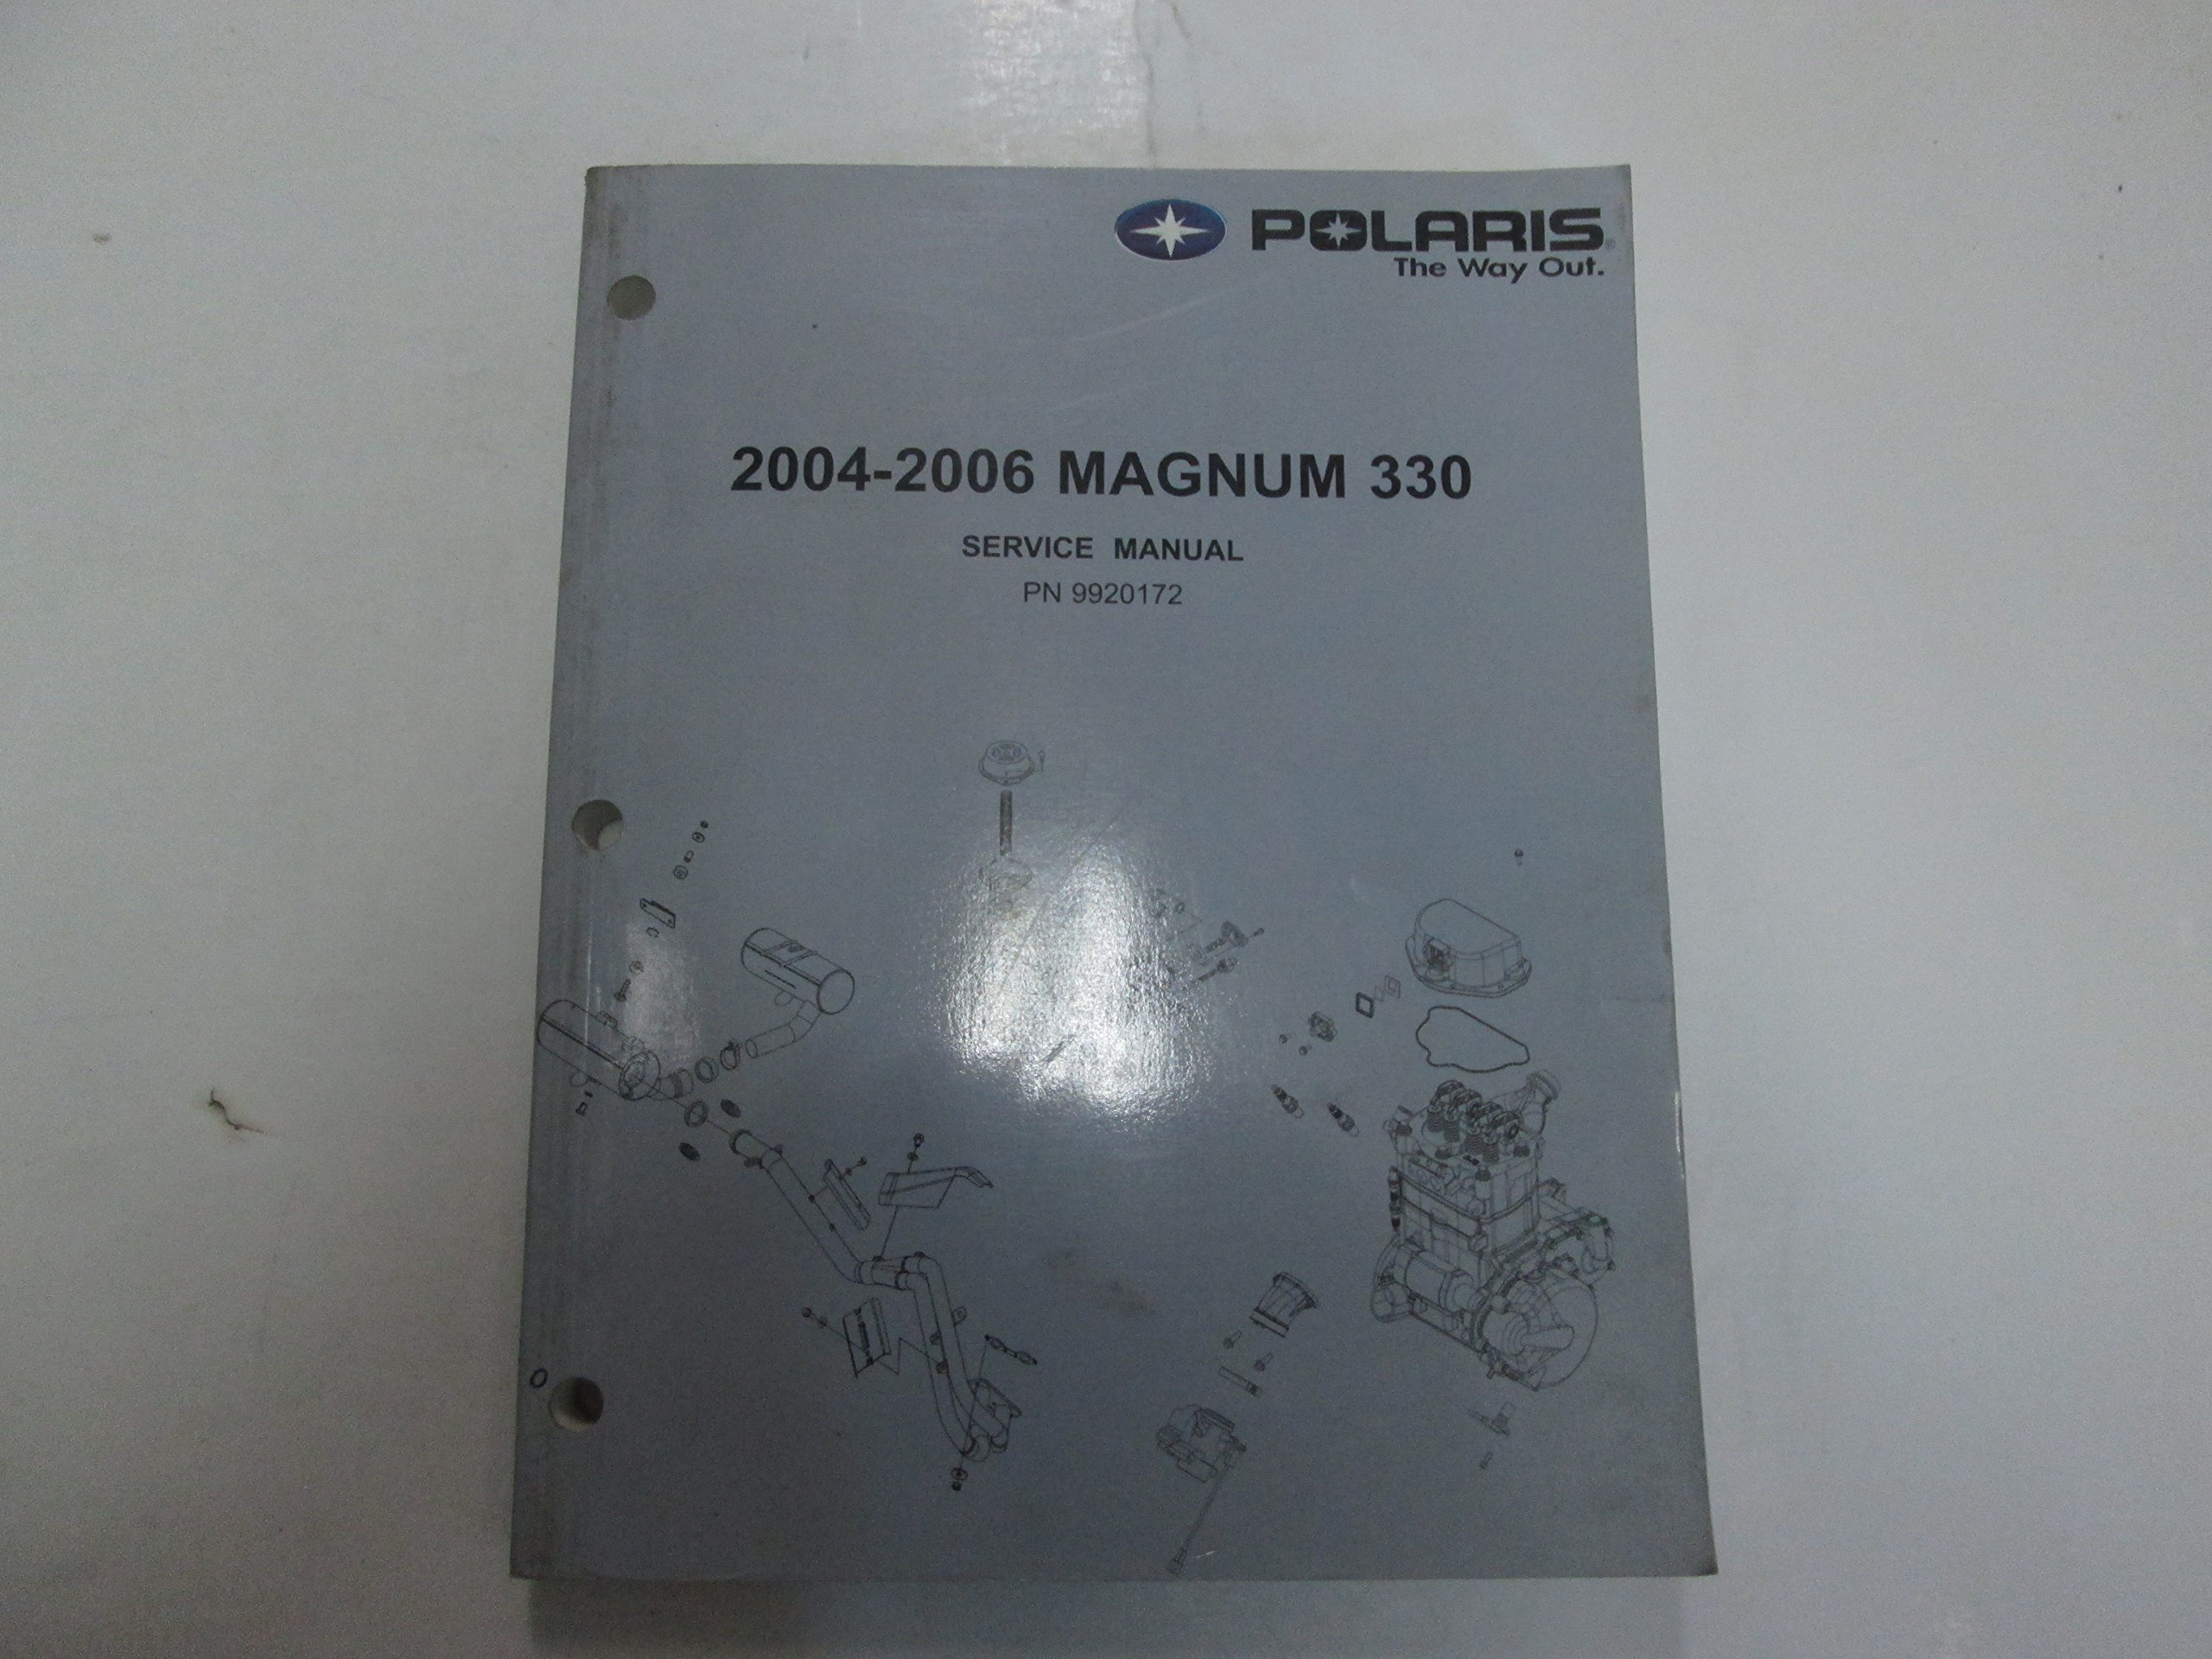 POLARIS®
The Way Out.
2004-2006 MAGNUM 330
SERVICE MANUAL
PN 9920172